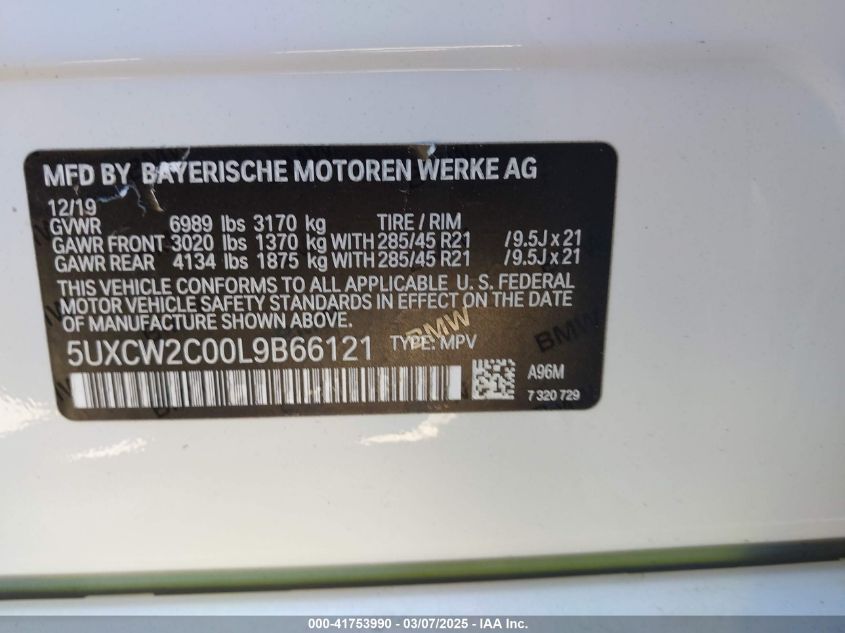 MFD BY BAYERISCHE MOTOREN WERKE AG
12/19
GVWR 6989 lbs 3170 kg TIRE / RIM
GAWR FRONT 3020 lbs 1370 kg WITH 285/45 R21 /9.5J x 21
GAWR REAR 4134 lbs 1875 kg WITH 285/45 R21 /9.5J x 21
THIS VEHICLE CONFORMS TO ALL APPLICABLE U. S. FEDERAL
MOTOR VEHICLE SAFETY STANDARDS IN EFFECT ON THE DATE
OF MANUFACTURE SHOWN ABOVE.
BMW
BMW
5UXCW2C00L9B66121 TYPE: MPV
A96M
7 320 729
000-41753990 - 03/07/2025 - IAA Inc.